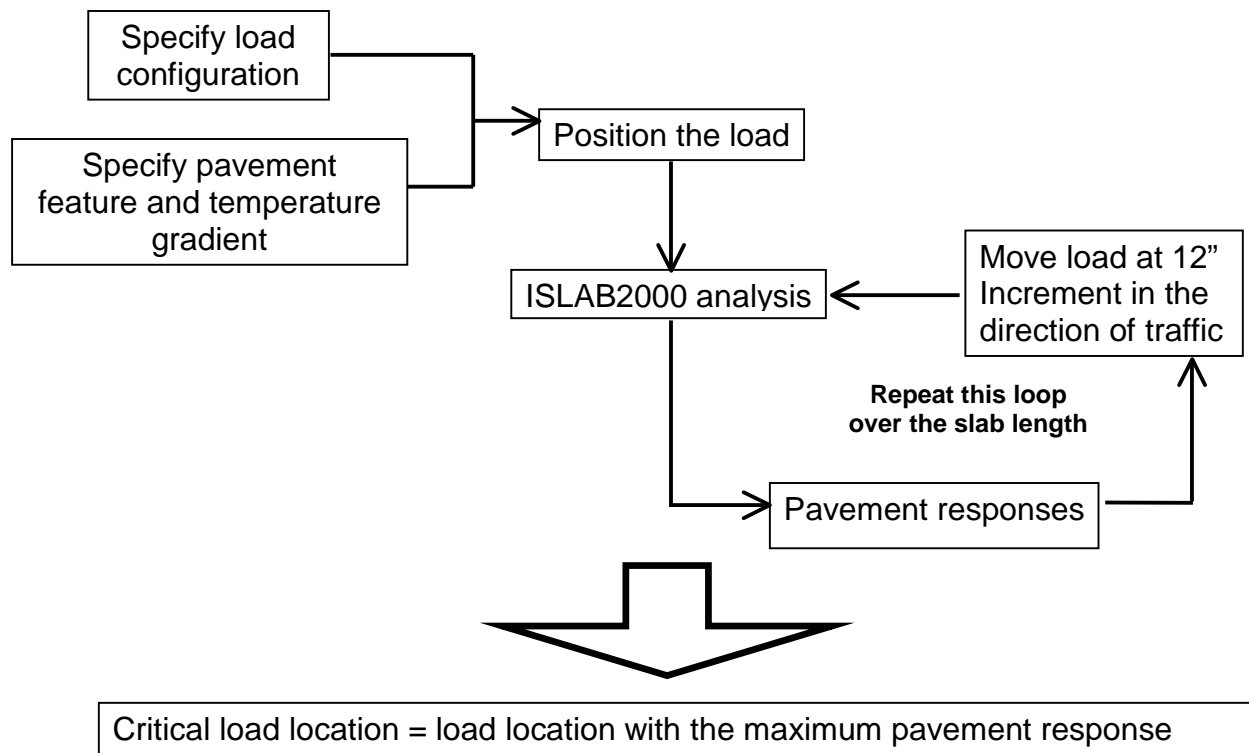 Specify load
configuration
Specify pavement
feature and temperature
gradient
Position the load
ISLAB2000 analysis
Move load at 12”
Increment in the
direction of traffic
Repeat this loop
over the slab length
Pavement responses
Critical load location = load location with the maximum pavement response